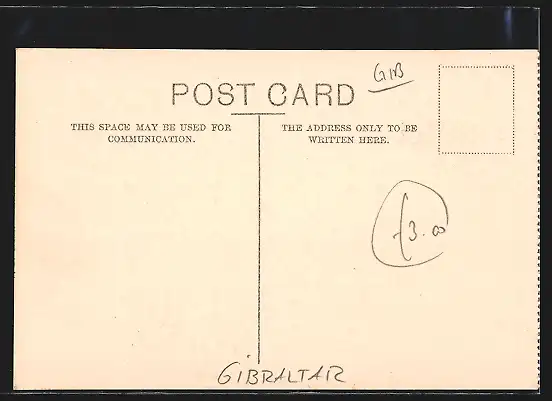 GIB
POST CARD
THIS SPACE MAY BE USED FOR
COMMUNICATION.
THE ADDRESS ONLY TO BE
WRITTEN HERE.
£3.00
GIBRALTAR